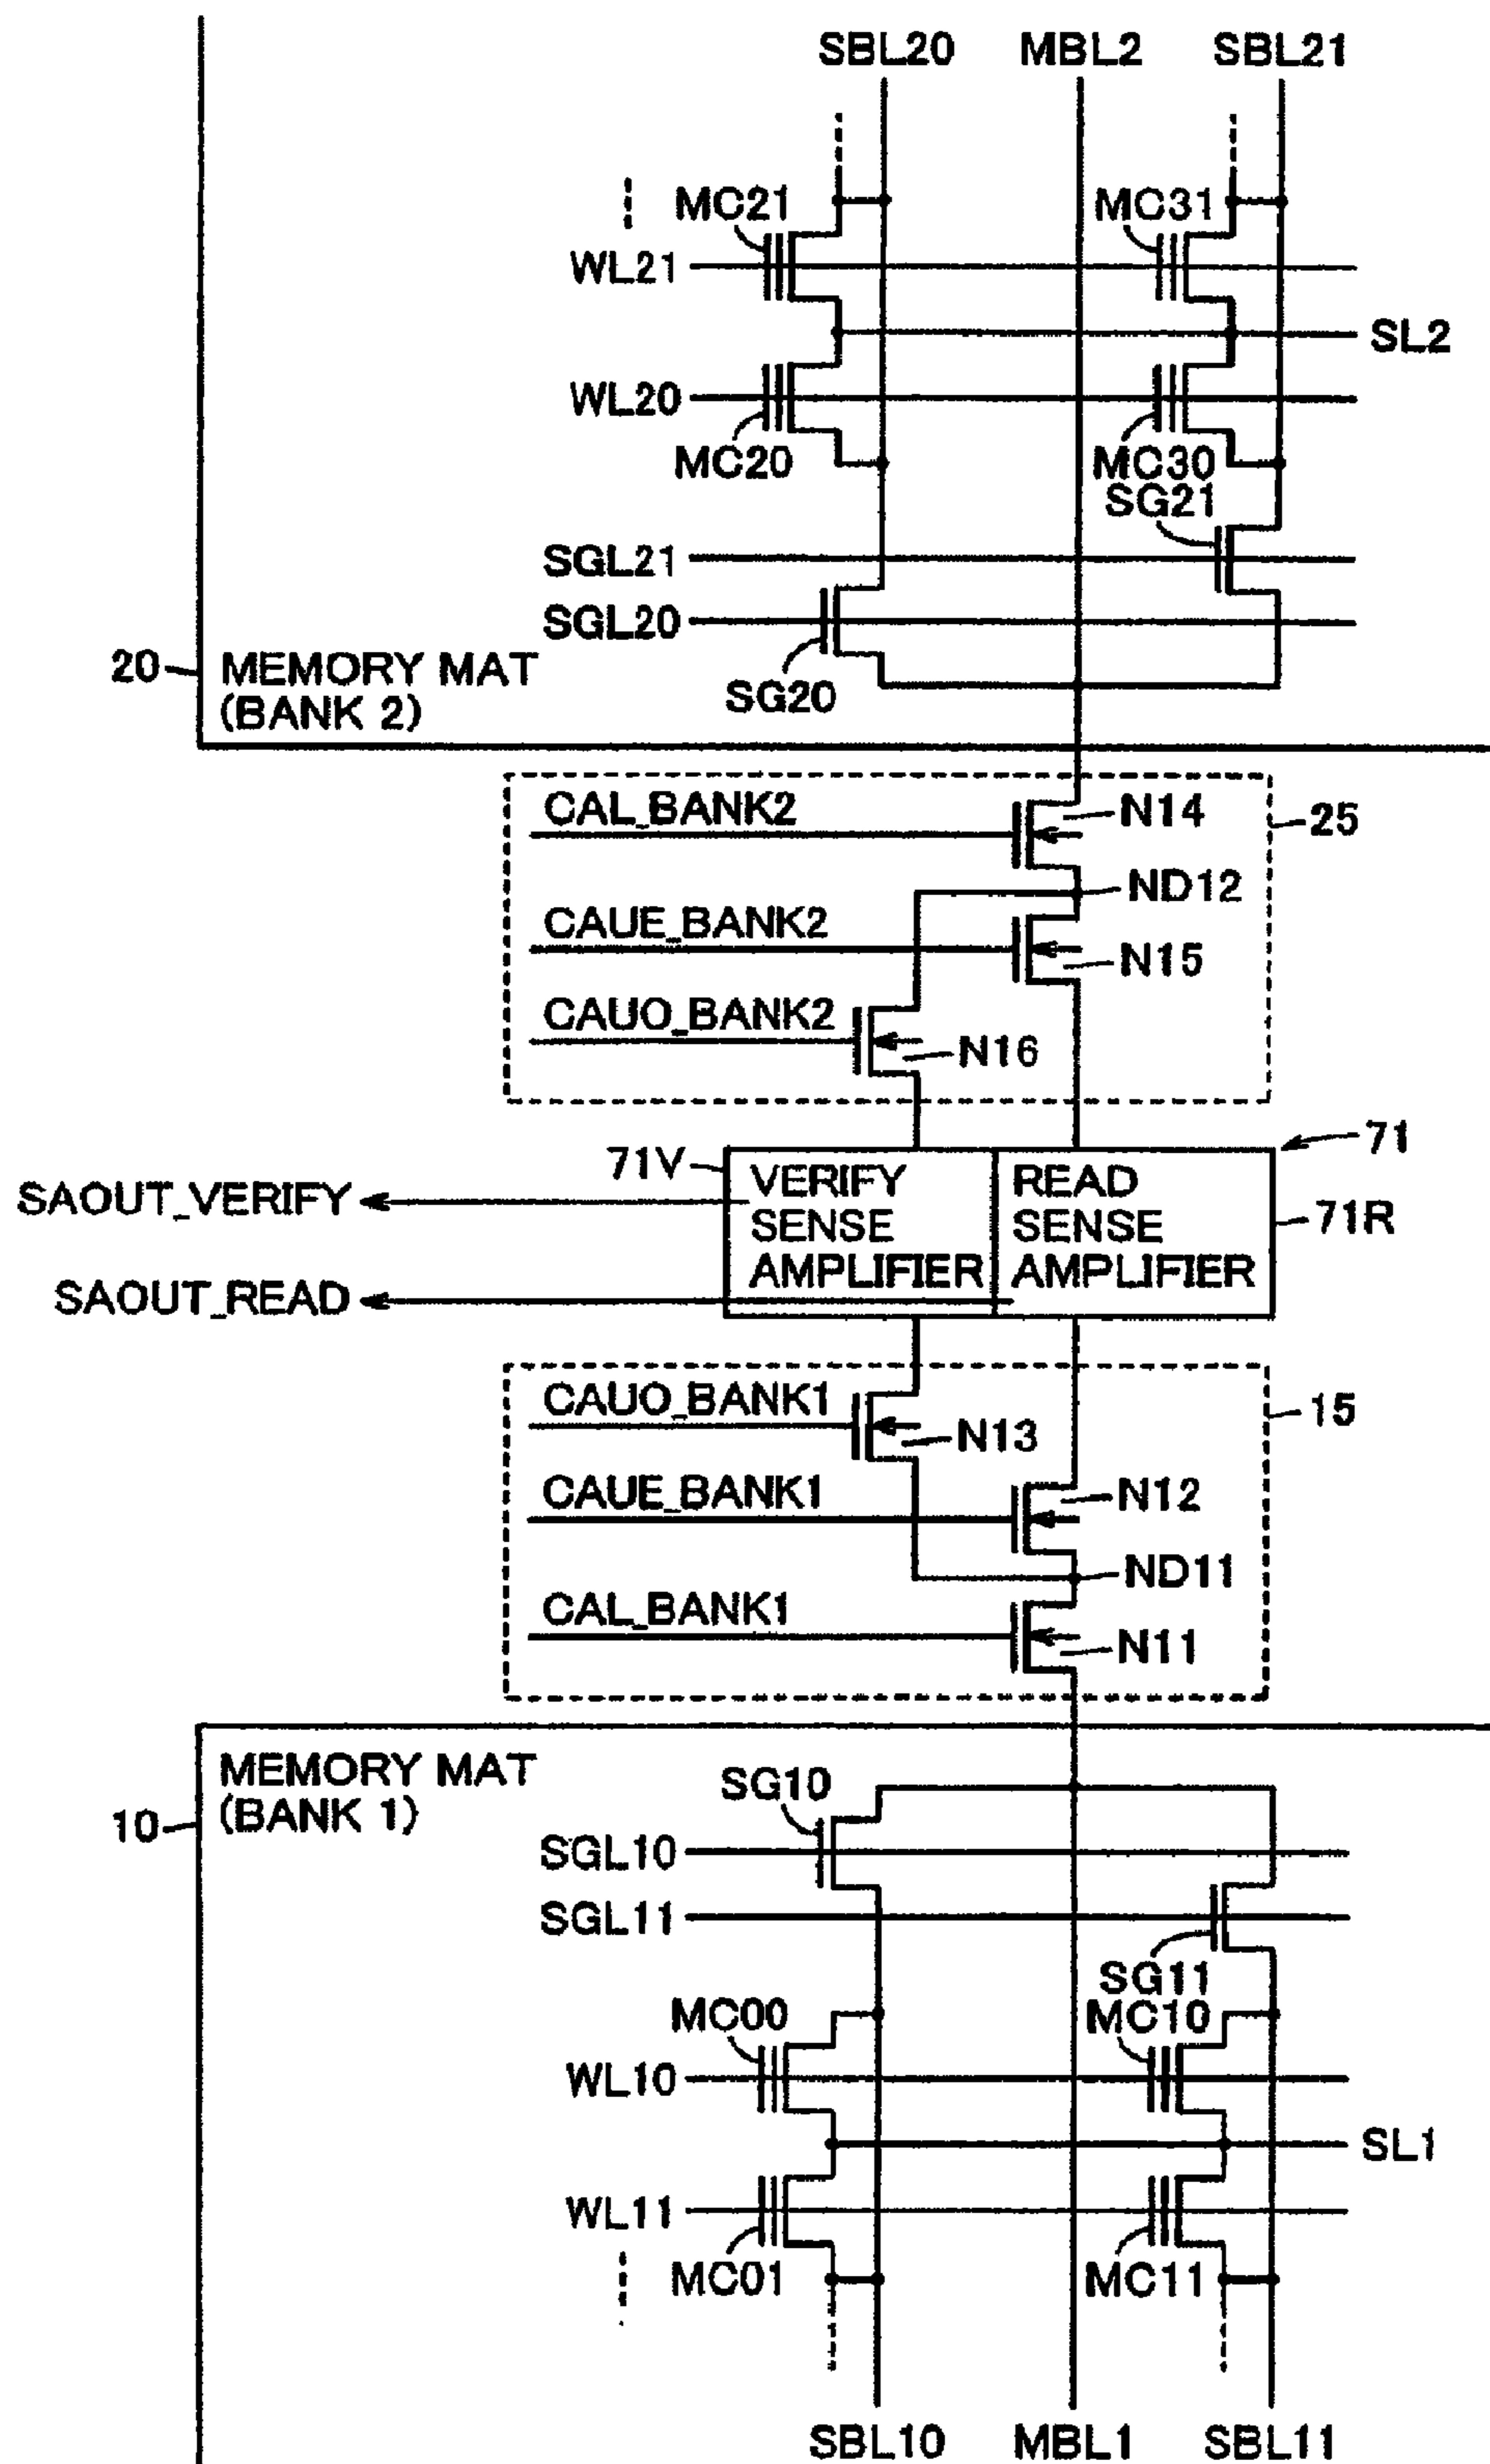 SBL20 MBL2 SBL21
MC21 MC31
WL21
SL2
WL20
MC20 MC30
SG21
SGL21
SGL20
20 MEMORY MAT
(BANK 2)
SG20
CAL_BANK2 N14 25
ND12
CAUE_BANK2
N15
CAUO_BANK2
N16
71
71V VERIFY SENSE AMPLIFIER
READ SENSE AMPLIFIER
71R
SAOUT_VERIFY
SAOUT_READ
CAUO_BANK1 15
N13
CAUE_BANK1 N12
ND11
CAL_BANK1
N11
MEMORY MAT
(BANK 1)
10
SG10
SGL10
SGL11
SG11
MC00 MC10
WL10
SL1
WL11
MC01 MC11
SBL10 MBL1 SBL11